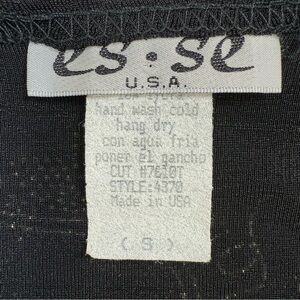 es.se
U.S.A.
hand wash cold
hang dry
con agua fria
poner el gancho
CUT #7610T
STYLE:4370
Made in USA
( S )